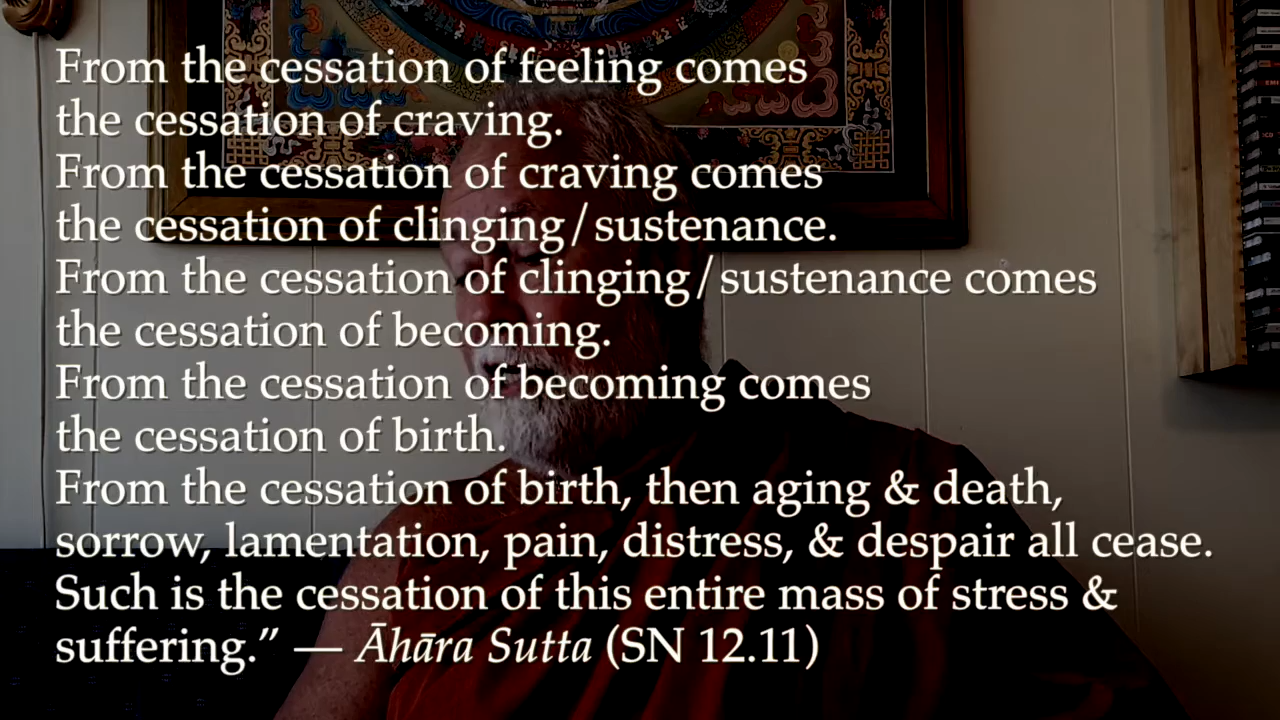 From the cessation of feeling comes
the cessation of craving.
From the cessation of craving comes
the cessation of clinging/sustenance.
From the cessation of clinging/sustenance comes
the cessation of becoming.
From the cessation of becoming comes
the cessation of birth.
From the cessation of birth, then aging & death,
sorrow, lamentation, pain, distress, & despair all cease.
Such is the cessation of this entire mass of stress &
suffering.” — Āhāra Sutta (SN 12.11)